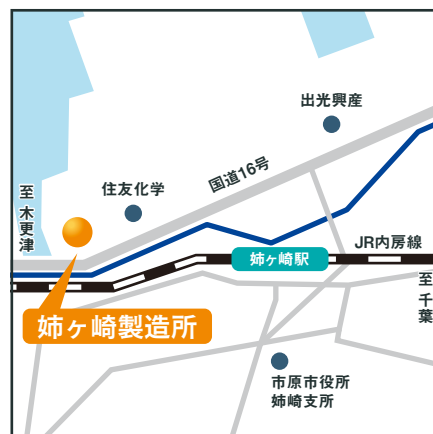 出光興産
国道16号
住友化学
至 木更津
JR内房線
姉ヶ崎駅
至 千葉
姉ヶ崎製造所
市原市役所
姉崎支所